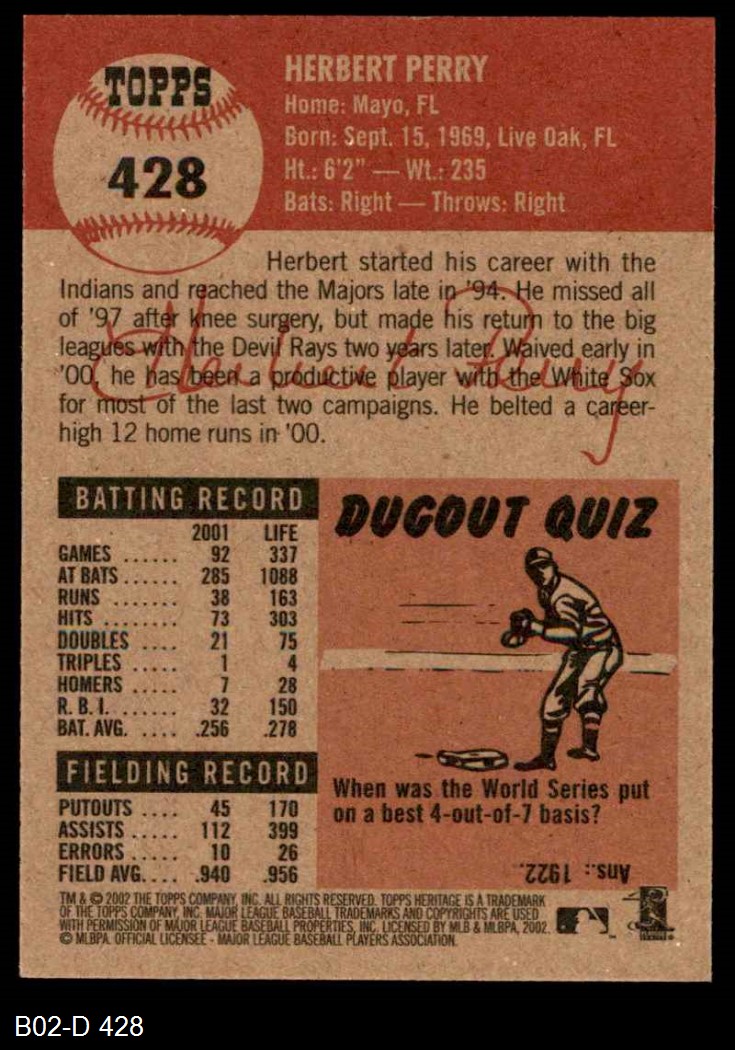 TOPPS
428
HERBERT PERRY
Home: Mayo, FL
Born: Sept. 15, 1969, Live Oak, FL
Ht.: 6'2" — Wt.: 235
Bats: Right — Throws: Right
Herbert started his career with the
Indians and reached the Majors late in '94. He missed all
of '97 after knee surgery, but made his return to the big
leagues with the Devil Rays two years later. Waived early in
'00, he has been a productive player with the White Sox
for most of the last two campaigns. He belted a career-
high 12 home runs in '00.
Herbert Perry
BATTING RECORD
2001 LIFE
GAMES ...... 92 337
AT BATS ...... 285 1088
RUNS ....... 38 163
HITS ........ 73 303
DOUBLES .... 21 75
TRIPLES .... 1 4
HOMERS .... 7 28
R. B. I. ...... 32 150
BAT. AVG. .... .256 .278
FIELDING RECORD
PUTOUTS .... 45 170
ASSISTS ..... 112 399
ERRORS ..... 10 26
FIELD AVG. ... .940 .956
DUGOUT QUIZ
When was the World Series put
on a best 4-out-of-7 basis?
Ans.: 1922.
TM & © 2002 THE TOPPS COMPANY, INC. ALL RIGHTS RESERVED. TOPPS HERITAGE IS A TRADEMARK
OF THE TOPPS COMPANY, INC. MAJOR LEAGUE BASEBALL TRADEMARKS AND COPYRIGHTS ARE USED
WITH PERMISSION OF MAJOR LEAGUE BASEBALL PROPERTIES, INC. LICENSED BY MLB & MLBPA, 2002.
© MLBPA. OFFICIAL LICENSEE - MAJOR LEAGUE BASEBALL PLAYERS ASSOCIATION.
B02-D 428